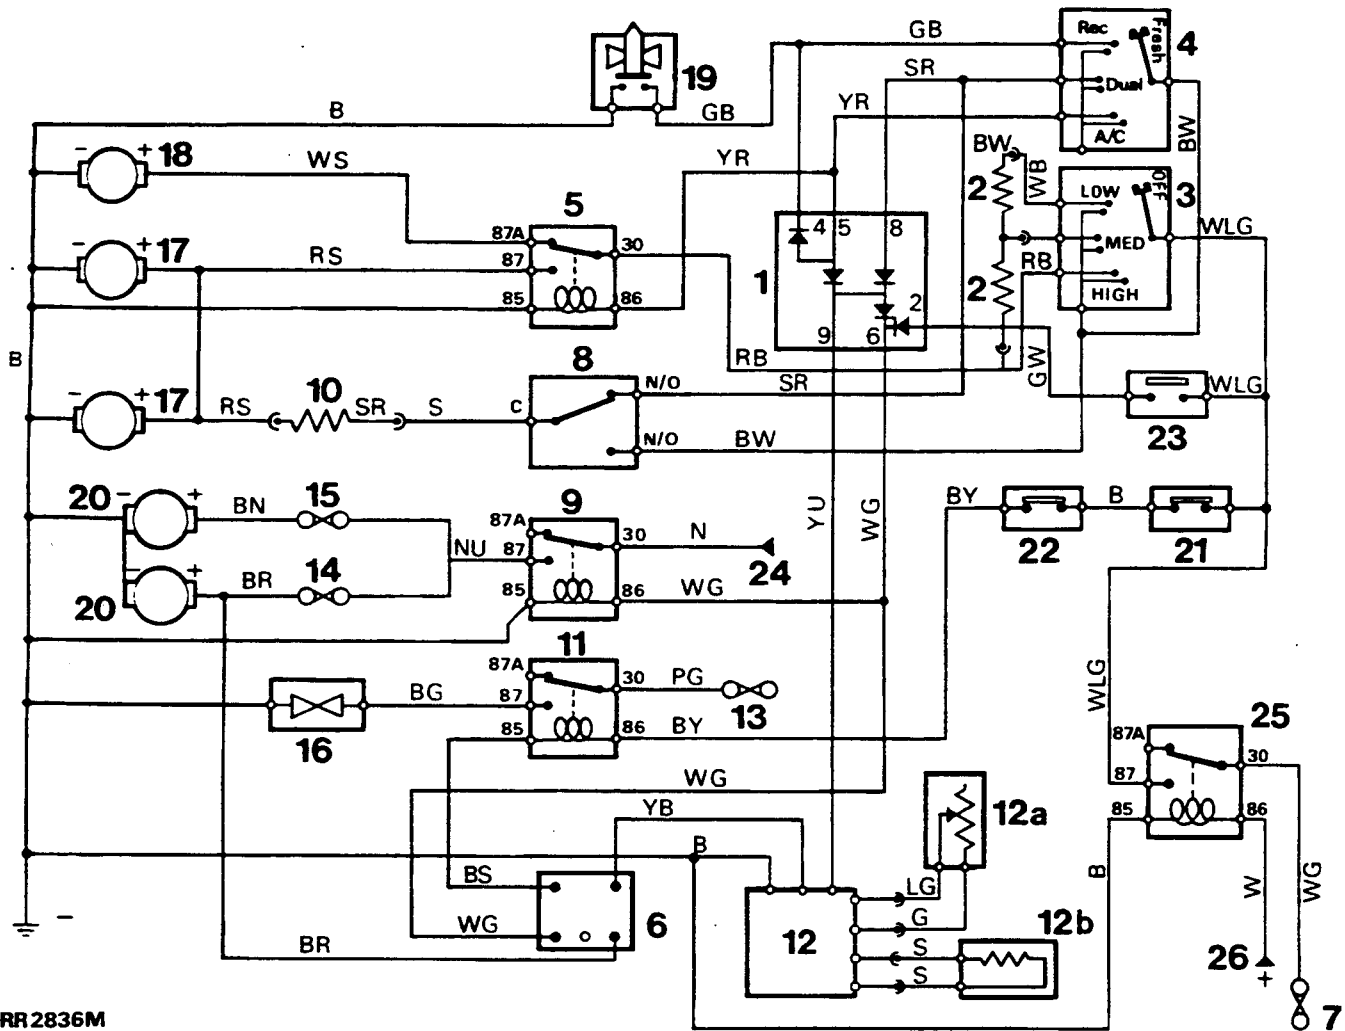 Rec
Fresh
4
GB
19
SR
Dual
B
GB
YR
A/C
BW
- + 18
WS
YR
BW
WB
2
LOW
OFF
3
5
4 5 8
MED
WLG
- + 17
RS
87A
30
87
RB
1
2
HIGH
85
86
2
9 6
B
RB
GW
8
SR
N/O
WLG
- + 17
RS
10
SR
S
C
N/O
BW
23
20 - +
BN
15
9
87A
30
N
YU
WG
BY
B
NU
87
24
22
21
- +
BR
14
85
86
WG
20
11
87A
30
PG
WLG
BG
87
13
25
16
85
86
BY
87A
30
WG
87
YB
12a
85
86
B
BS
LG
B
W
WG
6
12
G
12b
-
WG
S
BR
S
26
+
RR2836M
7